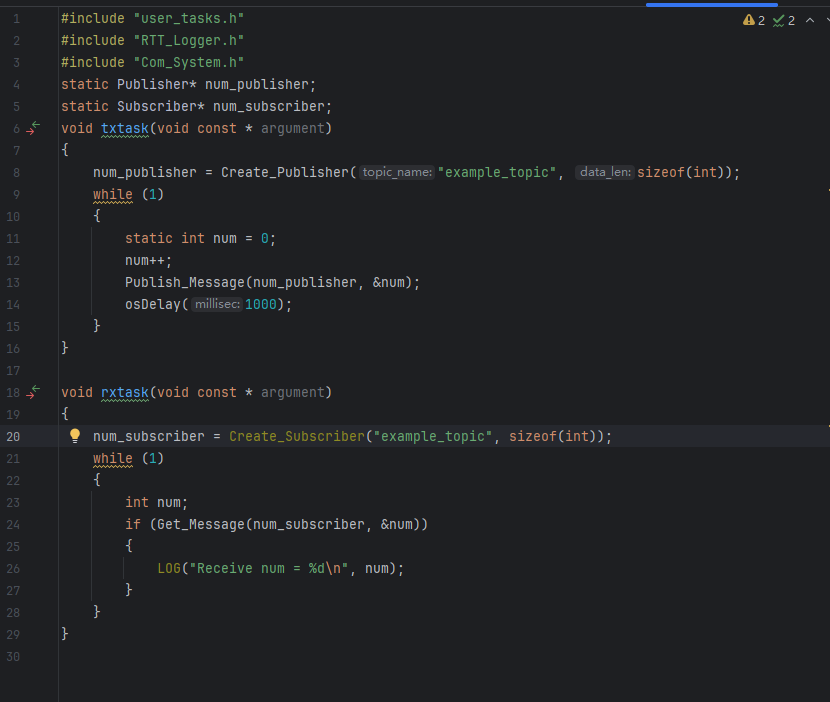 2 2
1 #include "user_tasks.h"
2 #include "RTT_Logger.h"
3 #include "Com_System.h"
4 static Publisher* num_publisher;
5 static Subscriber* num_subscriber;
6 void txtask(void const * argument)
7 {
8 num_publisher = Create_Publisher( topic_name: "example_topic", data_len: sizeof(int));
9 while (1)
10 {
11 static int num = 0;
12 num++;
13 Publish_Message(num_publisher, &num);
14 osDelay( millisec: 1000);
15 }
16 }
17
18 void rxtask(void const * argument)
19 {
20 num_subscriber = Create_Subscriber("example_topic", sizeof(int));
21 while (1)
22 {
23 int num;
24 if (Get_Message(num_subscriber, &num))
25 {
26 LOG("Receive num = %d\n", num);
27 }
28 }
29 }
30